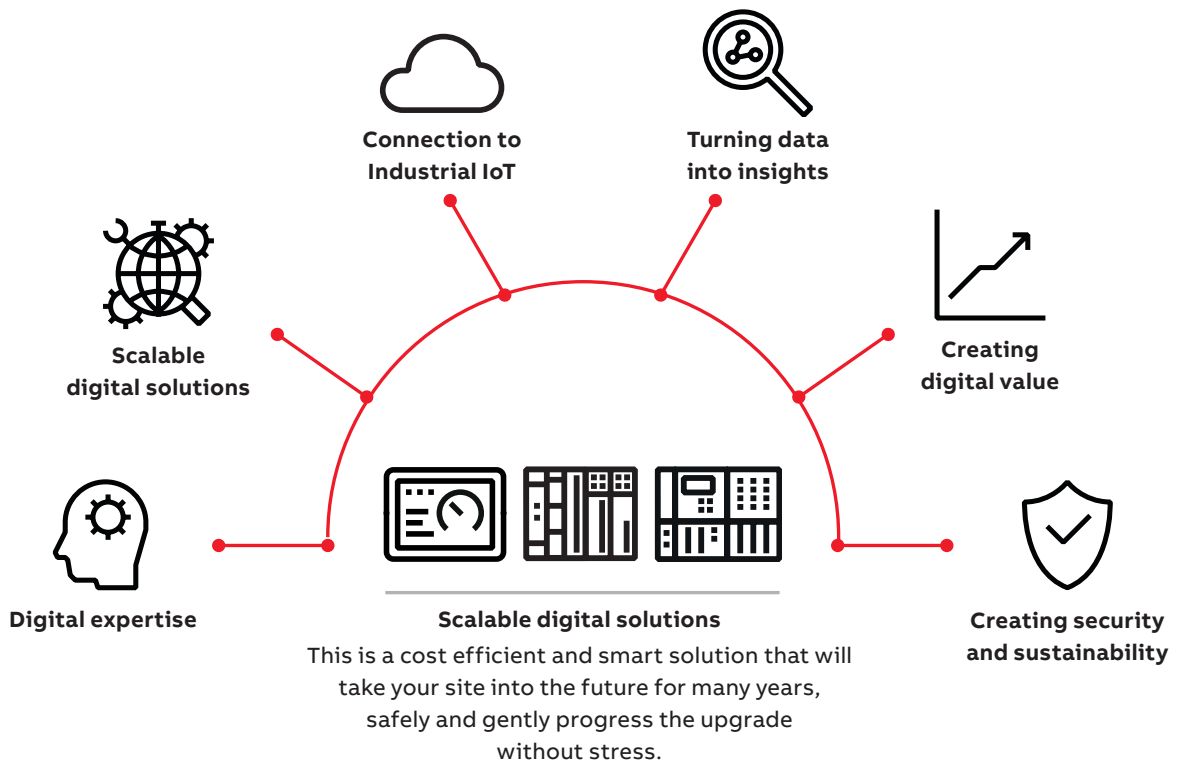 Connection to
Industrial IoT
Turning data
into insights
Scalable
digital solutions
Creating
digital value
Digital expertise
Scalable digital solutions
This is a cost efficient and smart solution that will
take your site into the future for many years,
safely and gently progress the upgrade
without stress.
Creating security
and sustainability